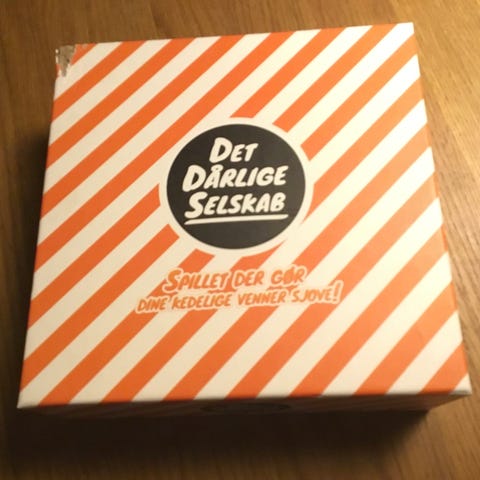 DET
DÅRLIGE
SELSKAB
SPILLET DER GØR
DINE KEDELIGE VENNER SJOVE!